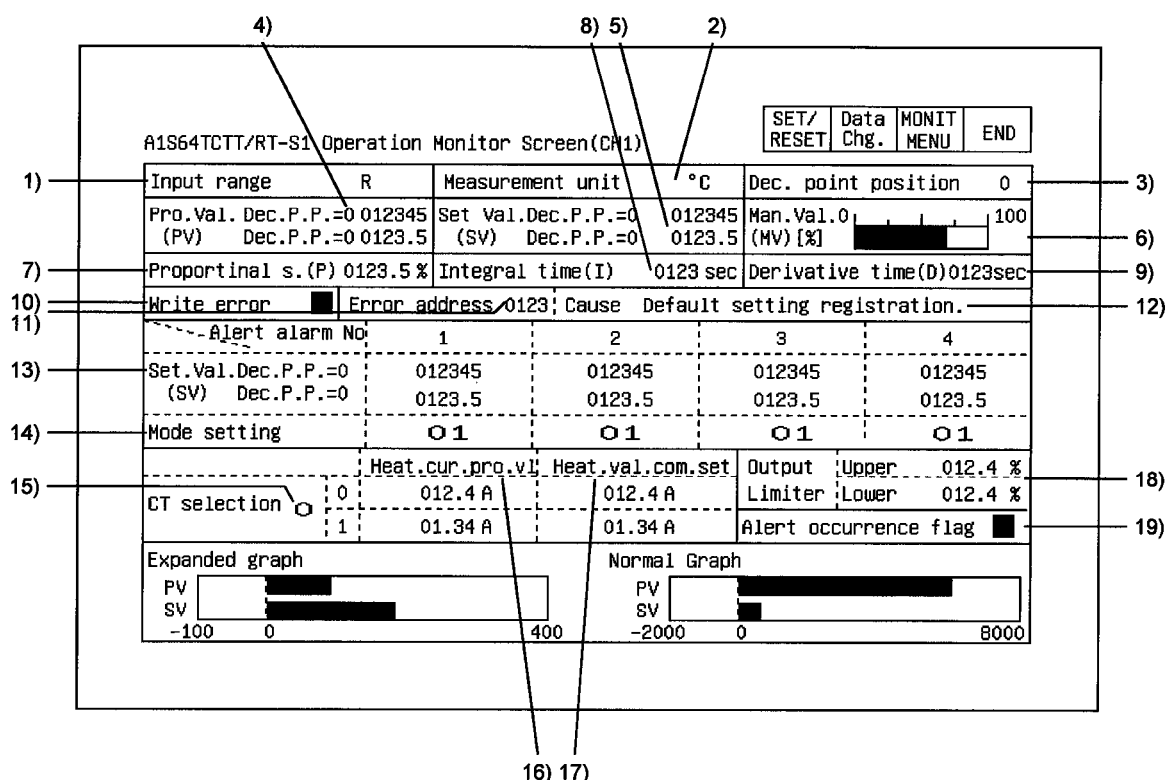 4) 8) 5) 2)
SET/ RESET Data Chg. MONIT MENU END
A1S64TCTT/RT-S1 Operation Monitor Screen(CH1)
1) Input range R Measurement unit °C Dec. point position 0 3)
Pro.Val. Dec.P.P.=0 012345 Set Val.Dec.P.P.=0 012345 Man.Val.0 100
(PV) Dec.P.P.=0 0123.5 (SV) Dec.P.P.=0 0123.5 (MV)[%] 6)
7) Proportinal s.(P) 0123.5 % Integral time(I) 0123 sec Derivative time(D)0123sec 9)
10) Write error Error address 0123 Cause Default setting registration. 12)
11) Alert alarm No 1 2 3 4
13) Set.Val.Dec.P.P.=0 012345 012345 012345 012345
(SV) Dec.P.P.=0 0123.5 0123.5 0123.5 0123.5
14) Mode setting 01 01 01 01
Heat.cur.pro.vl Heat.val.com.set Output Upper 012.4 % 18)
15) CT selection 0 0 012.4 A 012.4 A Limiter Lower 012.4 %
1 01.34 A 01.34 A Alert occurrence flag 19)
Expanded graph Normal Graph
PV PV
SV SV
-100 0 400 -2000 0 8000
16) 17)